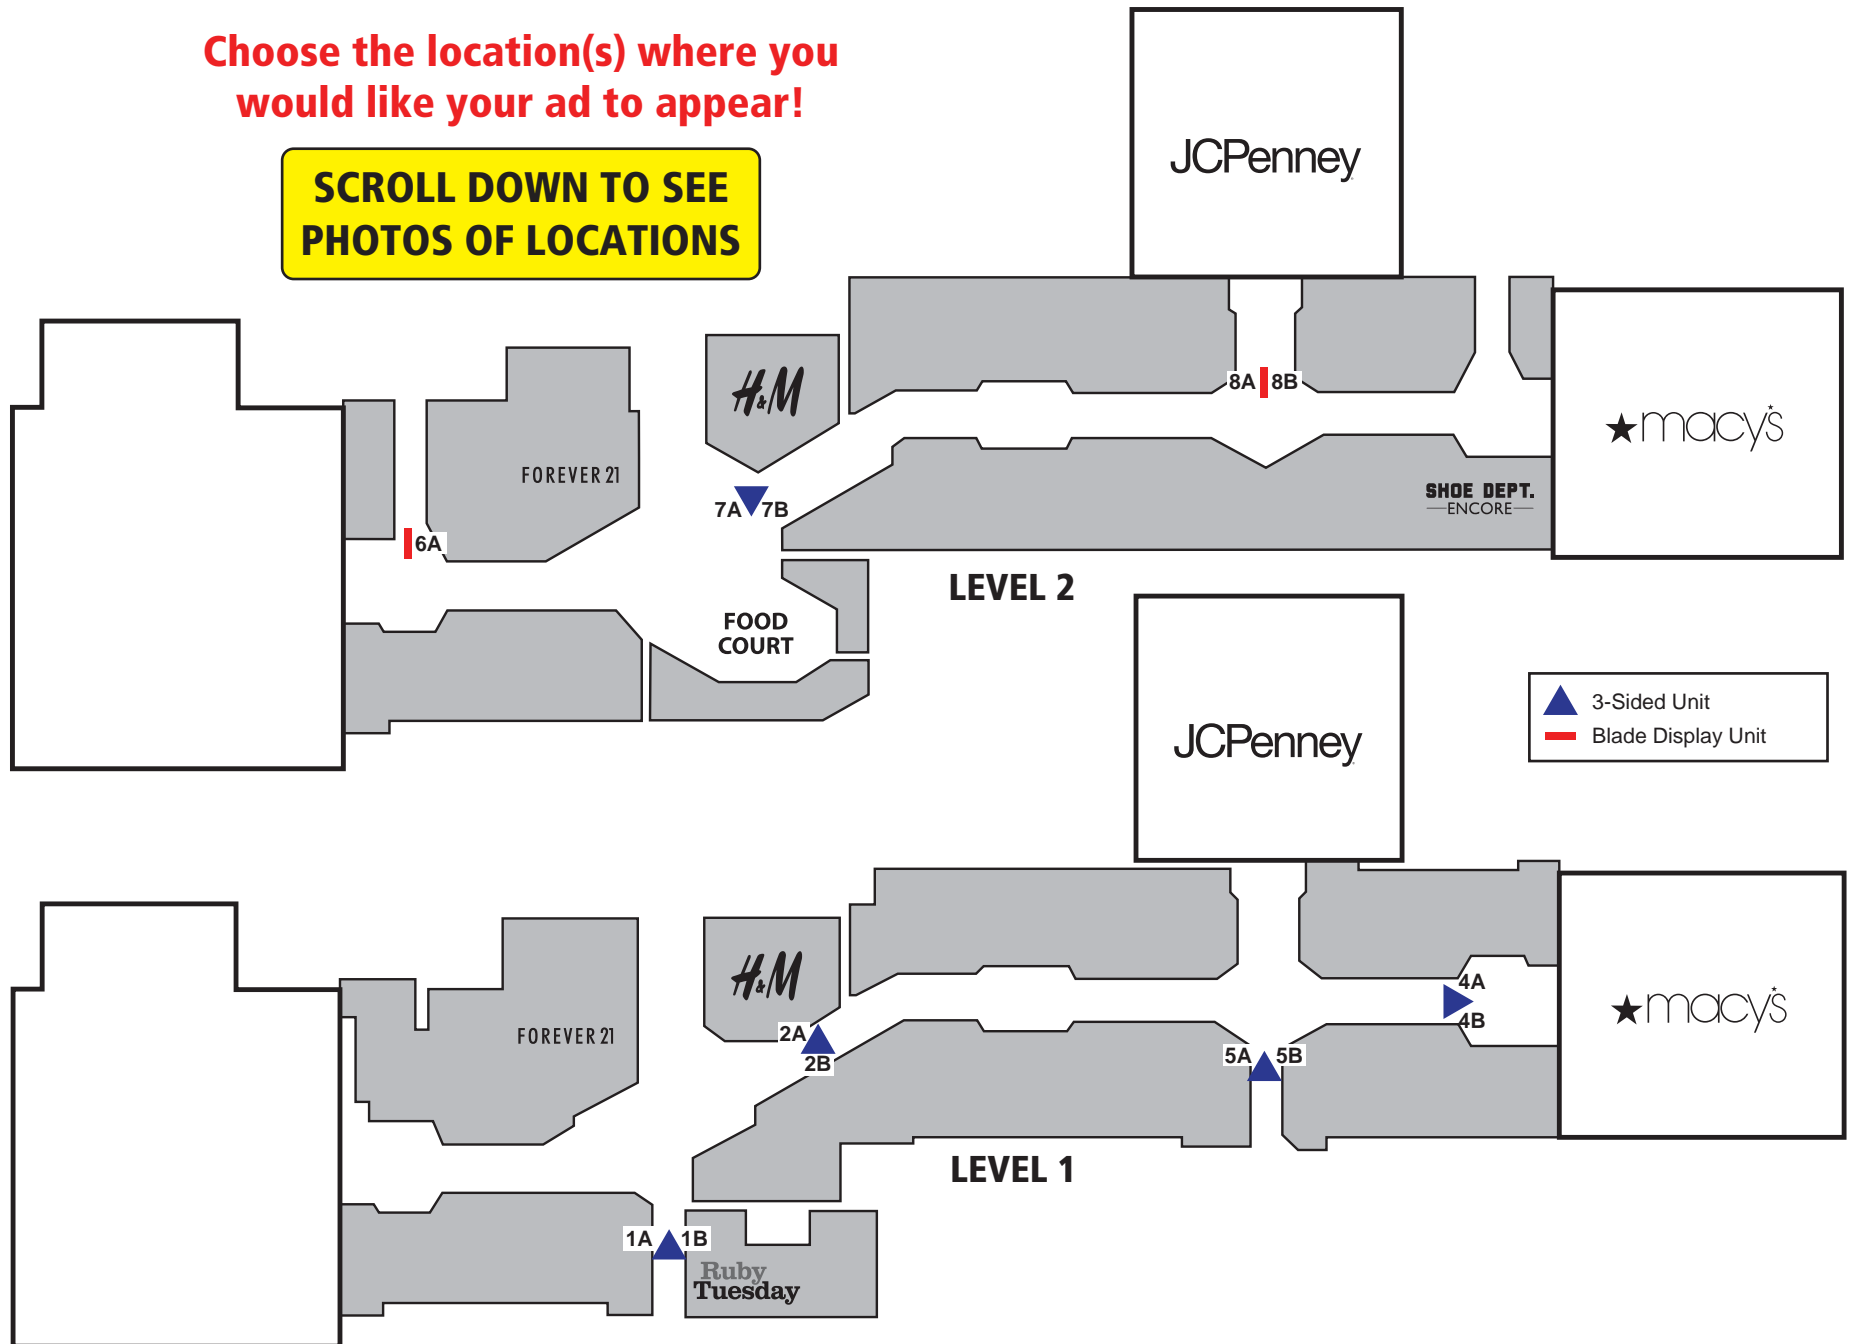 Choose the location(s) where you
would like your ad to appear!
SCROLL DOWN TO SEE
PHOTOS OF LOCATIONS
JCPenney
H&M
8A
8B
macy's
FOREVER 21
7A
7B
SHOE DEPT.
ENCORE
6A
LEVEL 2
FOOD
COURT
3-Sided Unit
Blade Display Unit
JCPenney
H&M
4A
macy's
4B
FOREVER 21
2A
2B
5A
5B
LEVEL 1
1A
1B
Ruby
Tuesday